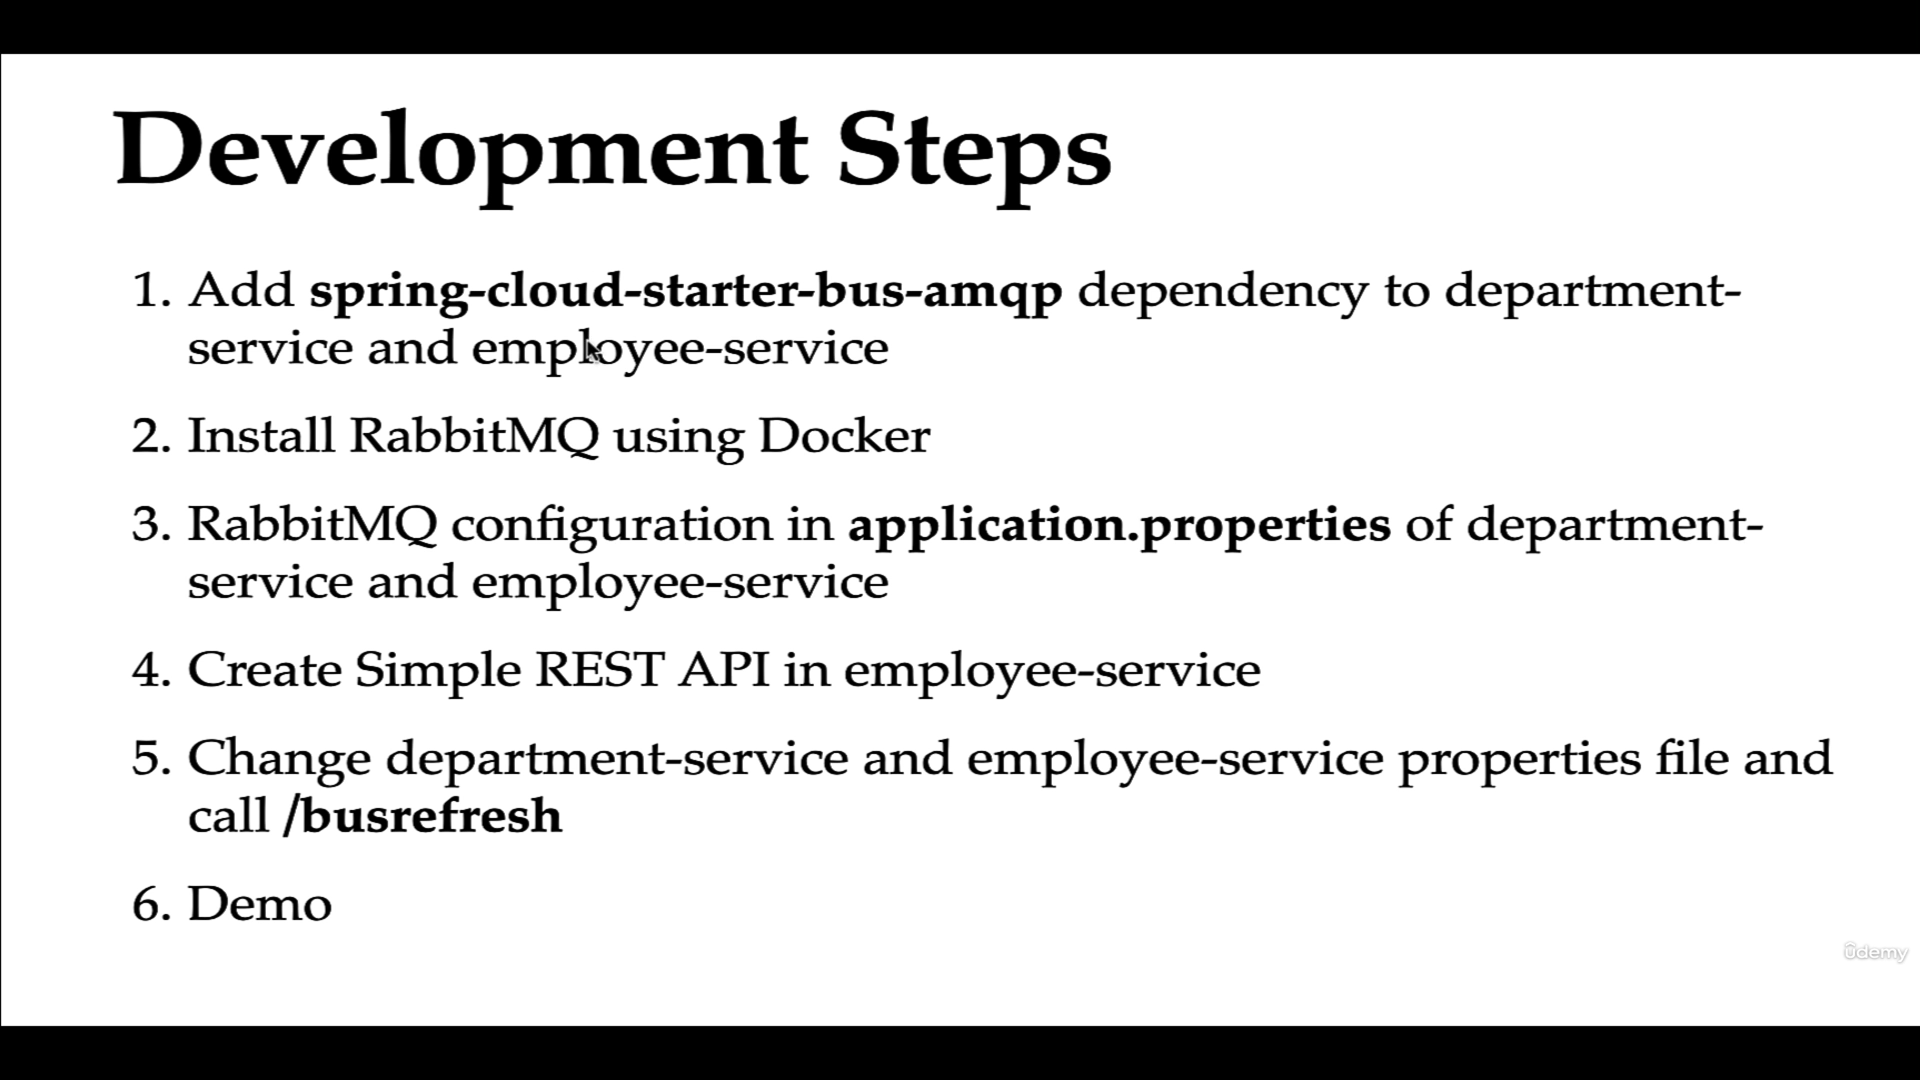 Development Steps
1. Add spring-cloud-starter-bus-amqp dependency to department-
service and employee-service
2. Install RabbitMQ using Docker
3. RabbitMQ configuration in application.properties of department-
service and employee-service
4. Create Simple REST API in employee-service
5. Change department-service and employee-service properties file and
call /busrefresh
6. Demo
ûdemy